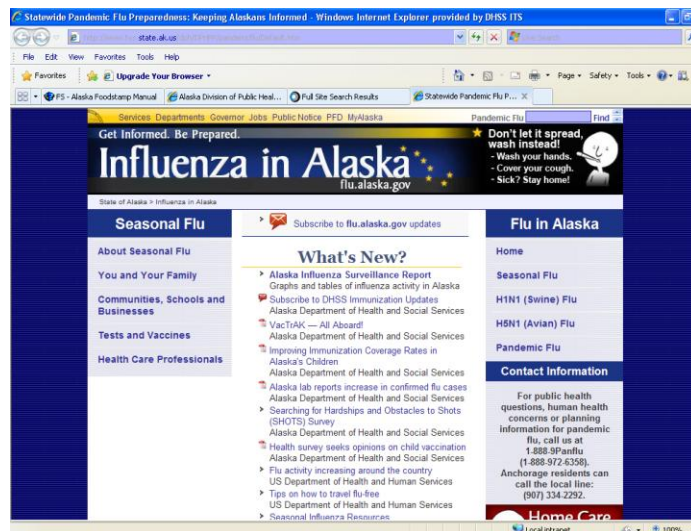 Statewide Pandemic Flu Preparedness: Keeping Alaskans Informed - Windows Internet Explorer provided by DHSS ITS
state.ak.us
File Edit View Favorites Tools Help
Favorites Upgrade Your Browser
Page Safety Tools
FS - Alaska Foodstamp Manual Alaska Division of Public Heal... Full Site Search Results Statewide Pandemic Flu P...
Services Departments Governor Jobs Public Notice PFD MyAlaska Pandemic Flu Find
Get Informed. Be Prepared.
Influenza in Alaska
flu.alaska.gov
Don't let it spread,
wash instead!
- Wash your hands.
- Cover your cough.
- Sick? Stay home!
State of Alaska > Influenza in Alaska
Seasonal Flu
About Seasonal Flu
You and Your Family
Communities, Schools and
Businesses
Tests and Vaccines
Health Care Professionals
Subscribe to flu.alaska.gov updates
What's New?
Alaska Influenza Surveillance Report
Graphs and tables of influenza activity in Alaska
Subscribe to DHSS Immunization Updates
Alaska Department of Health and Social Services
VacTrAK — All Aboard!
Alaska Department of Health and Social Services
Improving Immunization Coverage Rates in
Alaska's Children
Alaska Department of Health and Social Services
Alaska lab reports increase in confirmed flu cases
Alaska Department of Health and Social Services
Searching for Hardships and Obstacles to Shots
(SHOTS) Survey
Alaska Department of Health and Social Services
Health survey seeks opinions on child vaccination
Alaska Department of Health and Social Services
Flu activity increasing around the country
US Department of Health and Human Services
Tips on how to travel flu-free
US Department of Health and Human Services
Seasonal Influenza Resources
Flu in Alaska
Home
Seasonal Flu
H1N1 (Swine) Flu
H5N1 (Avian) Flu
Pandemic Flu
Contact Information
For public health
questions, human health
concerns or planning
information for pandemic
flu, call us at
1-888-9Panflu
(1-888-972-6358).
Anchorage residents can
call the local line:
(907) 334-2292.
Home Care
Local intranet 100%